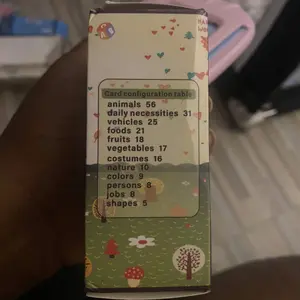 Card configuration table
animals 56
daily necessities 31
vehicles 25
foods 21
fruits 18
vegetables 17
costumes 16
nature 10
colors 9
persons 8
jobs 8
shapes 5